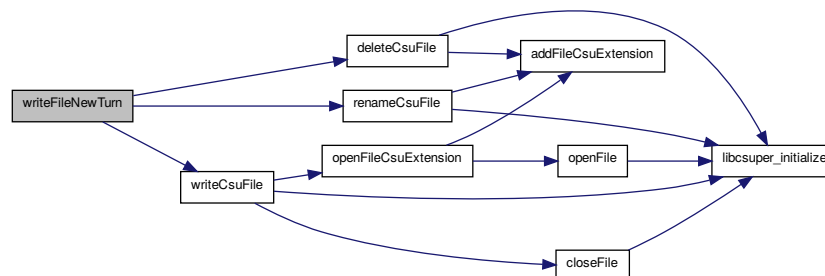 deleteCsuFile
addFileCsuExtension
writeFileNewTurn
renameCsuFile
openFileCsuExtension
openFile
libcsuper_initialize
writeCsuFile
closeFile